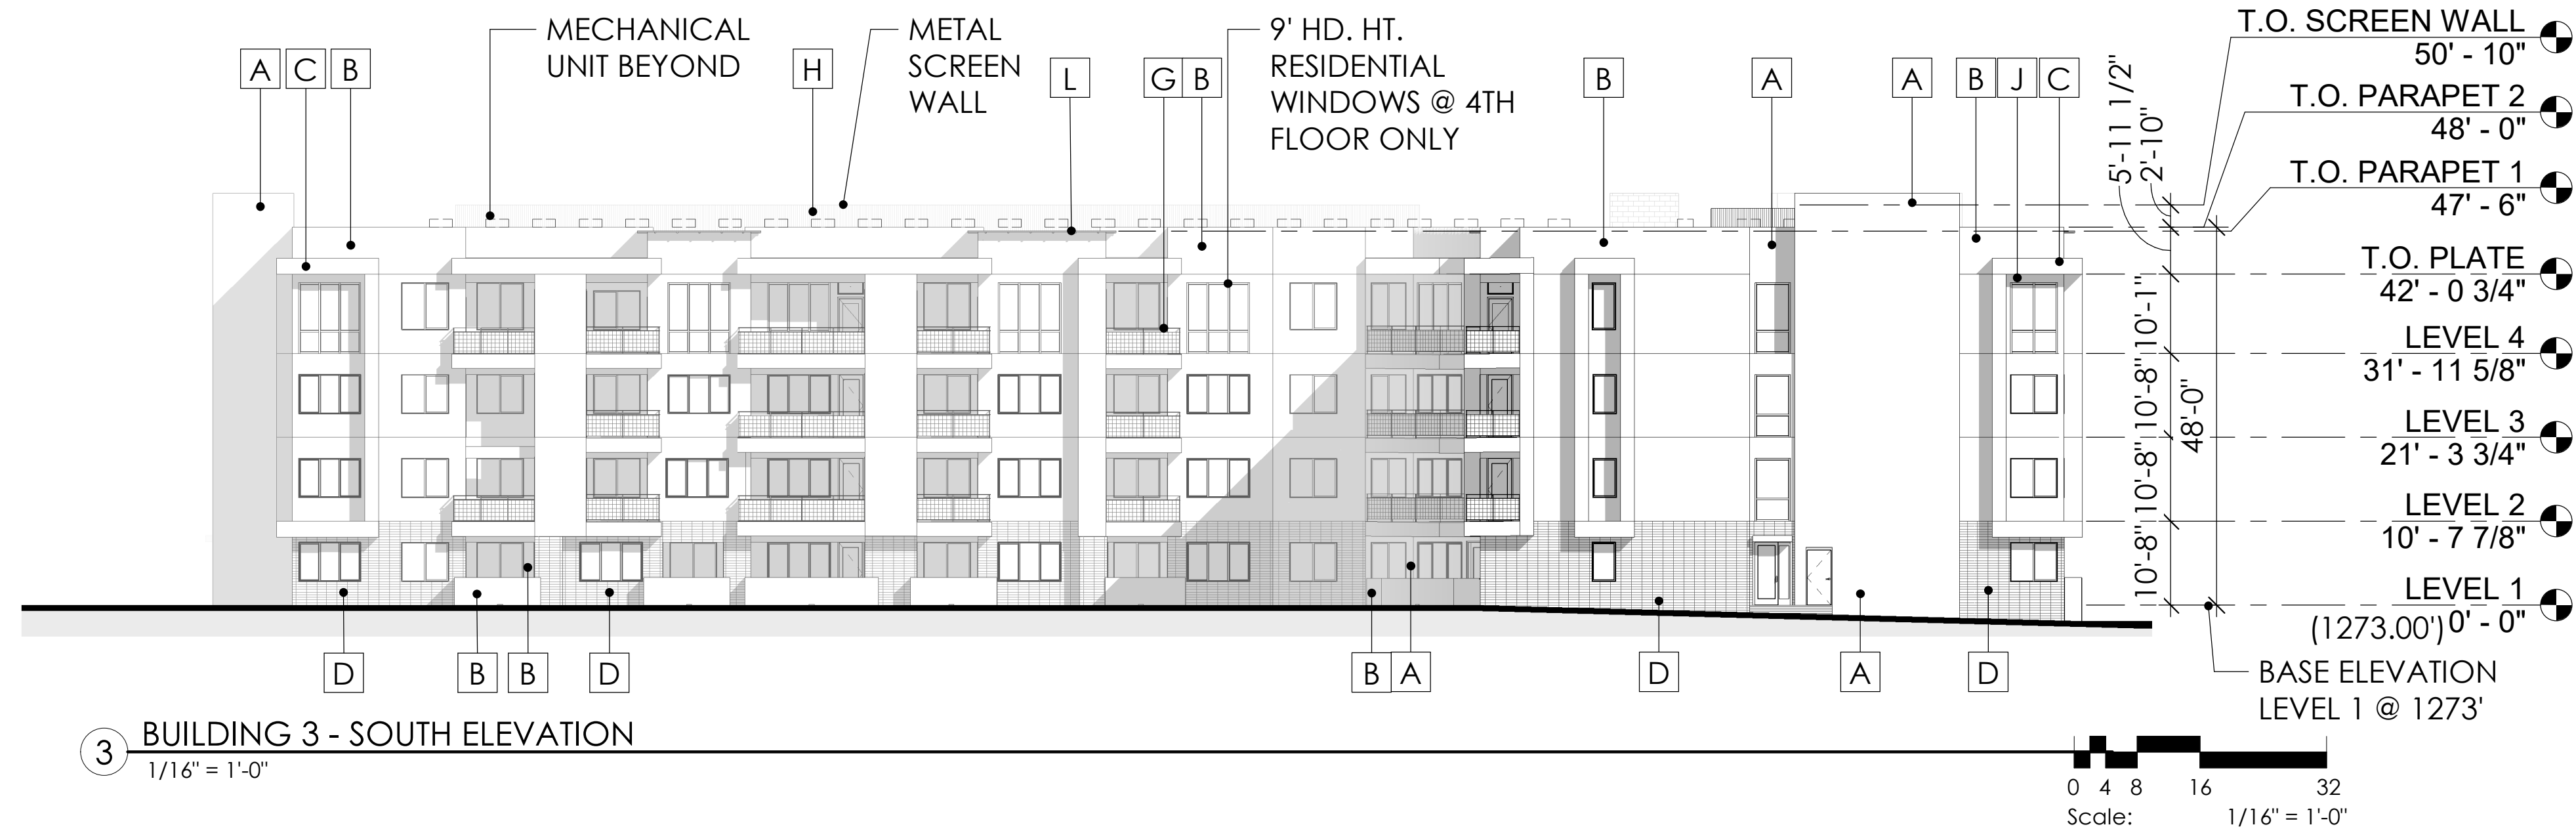 MECHANICAL
UNIT BEYOND
METAL
SCREEN
WALL
9' HD. HT.
RESIDENTIAL
WINDOWS @ 4TH
FLOOR ONLY
A C B
H
L
G B
B
A
A
B J C
T.O. SCREEN WALL
50' - 10"
T.O. PARAPET 2
48' - 0"
T.O. PARAPET 1
47' - 6"
T.O. PLATE
42' - 0 3/4"
LEVEL 4
31' - 11 5/8"
LEVEL 3
21' - 3 3/4"
LEVEL 2
10' - 7 7/8"
LEVEL 1
(1273.00') 0' - 0"
5'-11 1/2"
2'-10"
10'-1"
10'-8"
10'-8"
10'-8"
48'-0"
BASE ELEVATION
LEVEL 1 @ 1273'
D
B
B
D
B
A
D
A
D
3
BUILDING 3 - SOUTH ELEVATION
1/16" = 1'-0"
0 4 8 16 32
Scale: 1/16" = 1'-0"